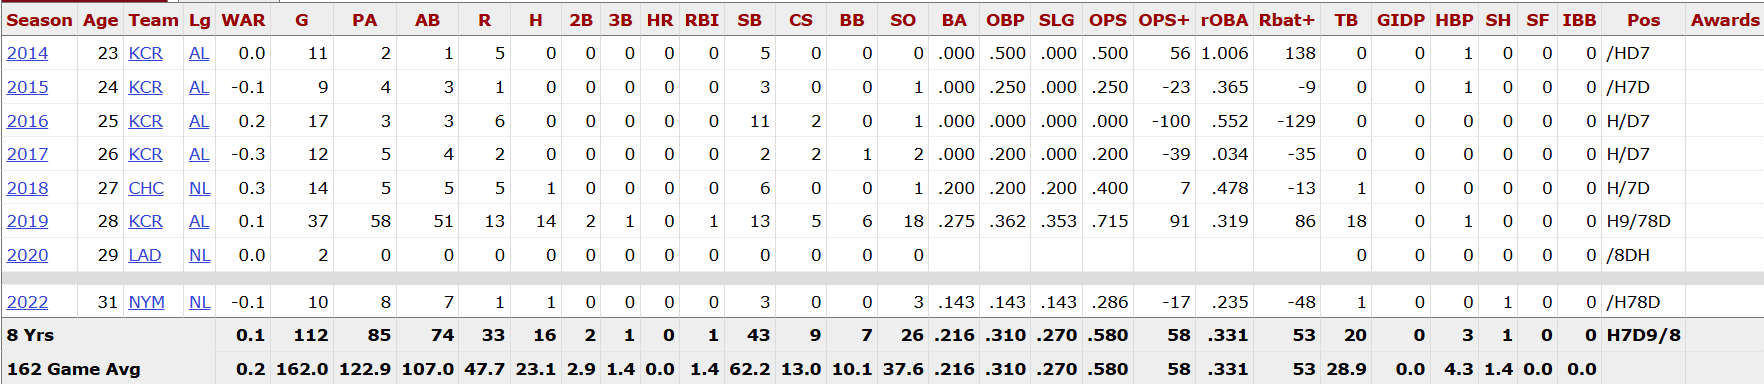 Season Age Team Lg WAR G PA AB R H 2B 3B HR RBI SB CS BB SO BA OBP SLG OPS OPS+ rOBA Rbat+ TB GIDP HBP SH SF IBB Pos Awards
2014 23 KCR AL 0.0 11 2 1 5 0 0 0 0 0 5 0 0 0 .000 .500 .000 .500 56 1.006 138 0 0 1 0 0 0 /HD7
2015 24 KCR AL -0.1 9 4 3 1 0 0 0 0 0 3 0 0 1 .000 .250 .000 .250 -23 .365 -9 0 0 1 0 0 0 /H7D
2016 25 KCR AL 0.2 17 3 3 6 0 0 0 0 0 11 2 0 1 .000 .000 .000 .000 -100 .552 -129 0 0 0 0 0 0 H/D7
2017 26 KCR AL -0.3 12 5 4 2 0 0 0 0 0 2 2 1 2 .000 .200 .000 .200 -39 .034 -35 0 0 0 0 0 0 H/D7
2018 27 CHC NL 0.3 14 5 5 5 1 0 0 0 0 6 0 0 1 .200 .200 .200 .400 7 .478 -13 1 0 0 0 0 0 H/7D
2019 28 KCR AL 0.1 37 58 51 13 14 2 1 0 1 13 5 6 18 .275 .362 .353 .715 91 .319 86 18 0 1 0 0 0 H9/78D
2020 29 LAD NL 0.0 2 0 0 0 0 0 0 0 0 0 0 0 0 0 0 0 0 0 0 /8DH
2022 31 NYM NL -0.1 10 8 7 1 1 0 0 0 0 3 0 0 3 .143 .143 .143 .286 -17 .235 -48 1 0 0 1 0 0 /H78D
8 Yrs 0.1 112 85 74 33 16 2 1 0 1 43 9 7 26 .216 .310 .270 .580 58 .331 53 20 0 3 1 0 0 H7D9/8
162 Game Avg 0.2 162.0 122.9 107.0 47.7 23.1 2.9 1.4 0.0 1.4 62.2 13.0 10.1 37.6 .216 .310 .270 .580 58 .331 53 28.9 0.0 4.3 1.4 0.0 0.0